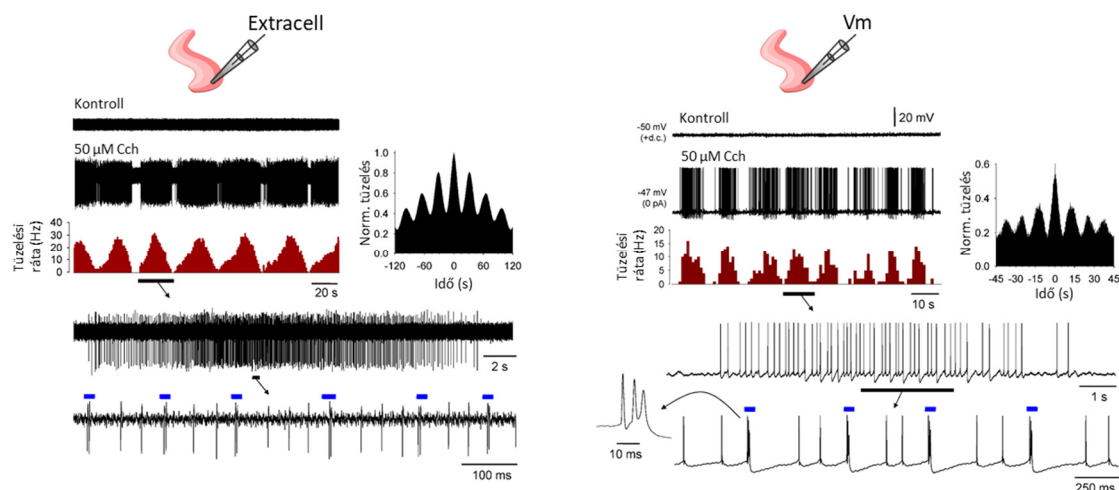 Extracell
Kontroll
50 µM Cch
Tüzelési
ráta (Hz)
40
30
20
10
0
20 s
Norm. tüzelés
1.0
0.8
0.6
0.4
0.2
0.0
-120 -60 0 60 120
Idő (s)
2 s
100 ms
Vm
-50 mV
(+d.c.)
Kontroll
20 mV
50 µM Cch
-47 mV
(0 pA)
Tüzelési
ráta (Hz)
20
15
10
5
0
10 s
Norm. tüzelés
0.6
0.4
0.2
0.0
-45 -30 -15 0 15 30 45
Idő (s)
1 s
10 ms
250 ms